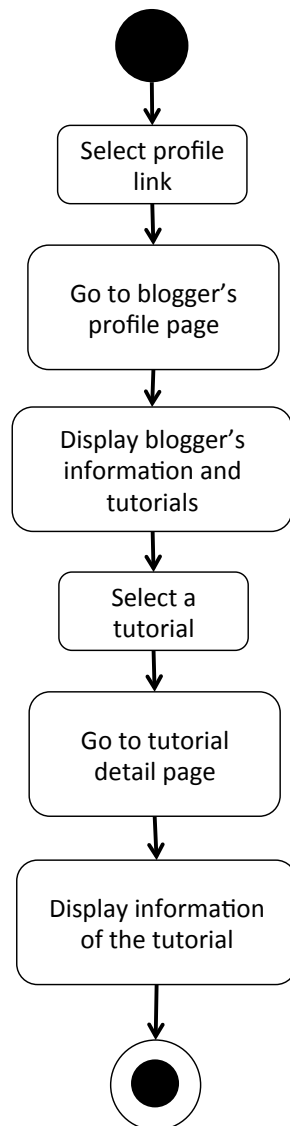 Select profile
link
Go to blogger’s
profile page
Display blogger’s
information and
tutorials
Select a
tutorial
Go to tutorial
detail page
Display information
of the tutorial